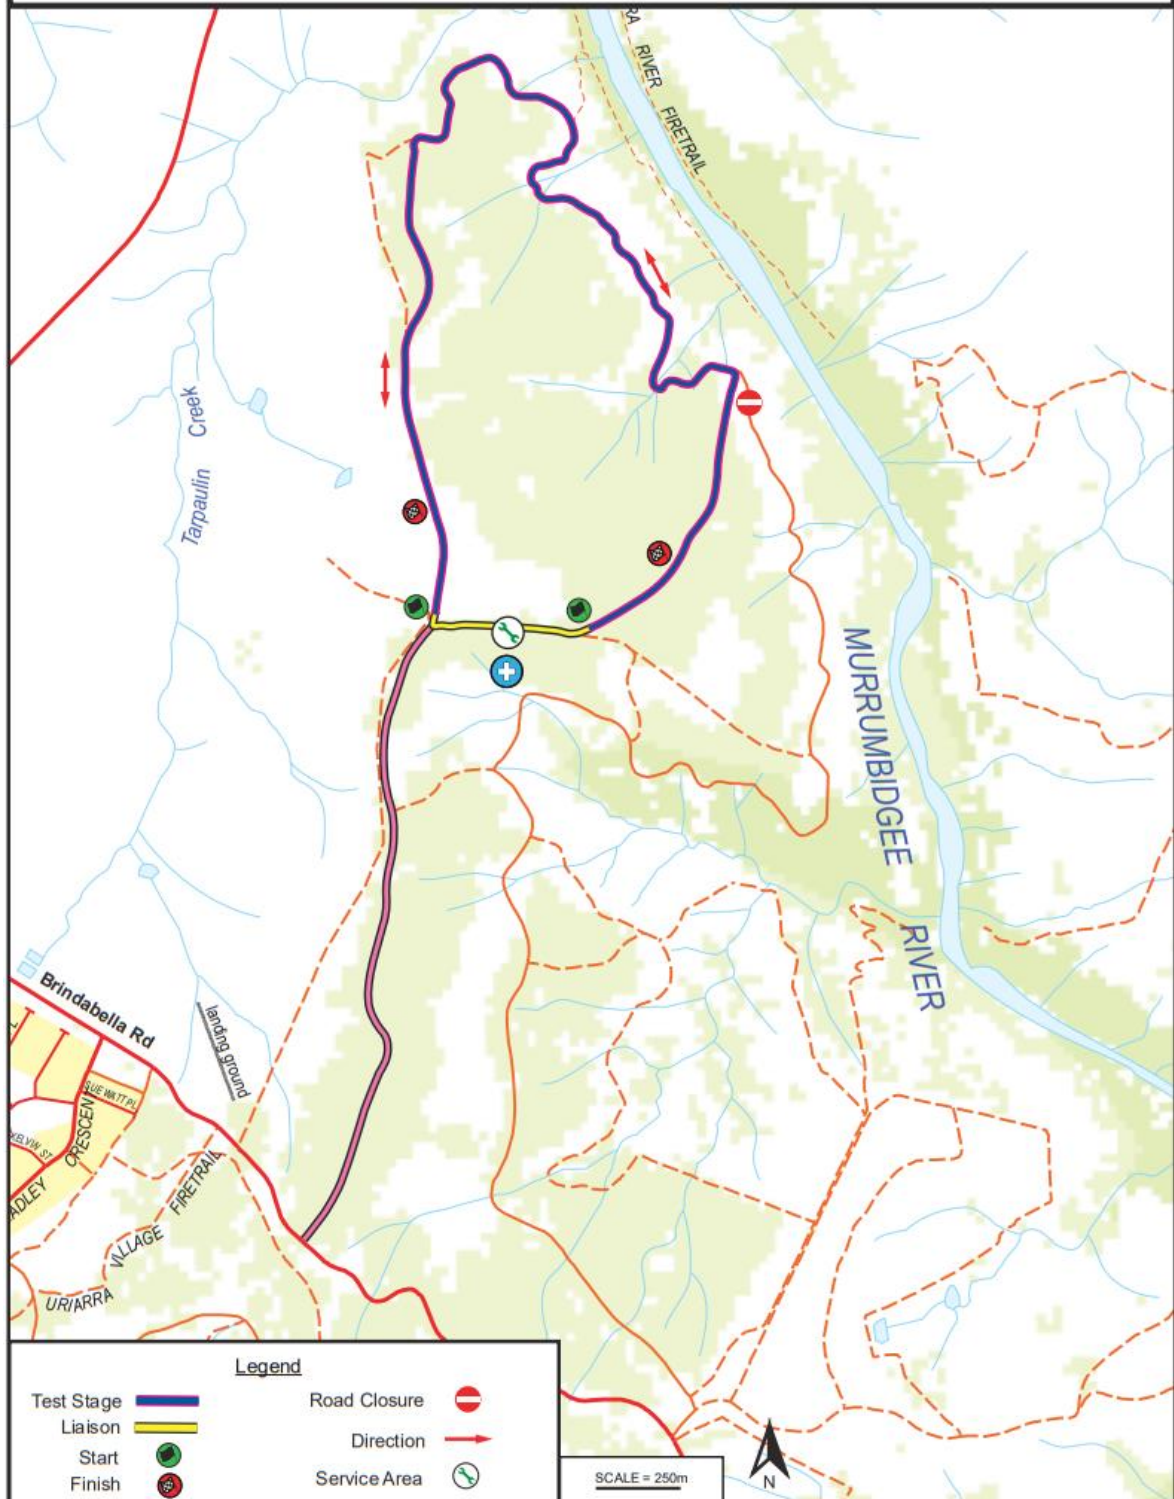 RA
RIVER
FIRETRAIL
Tarpaulin Creek
MURRUMBIDGEE
RIVER
Brindabella Rd
landing ground
SUE WATT PL
CRESCENT
KELVIN ST
ADLEY
FIRETRAIL
VILLAGE
URIARRA
Legend
Test Stage
Liaison
Start
Finish
Road Closure
Direction
Service Area
SCALE = 250m
N